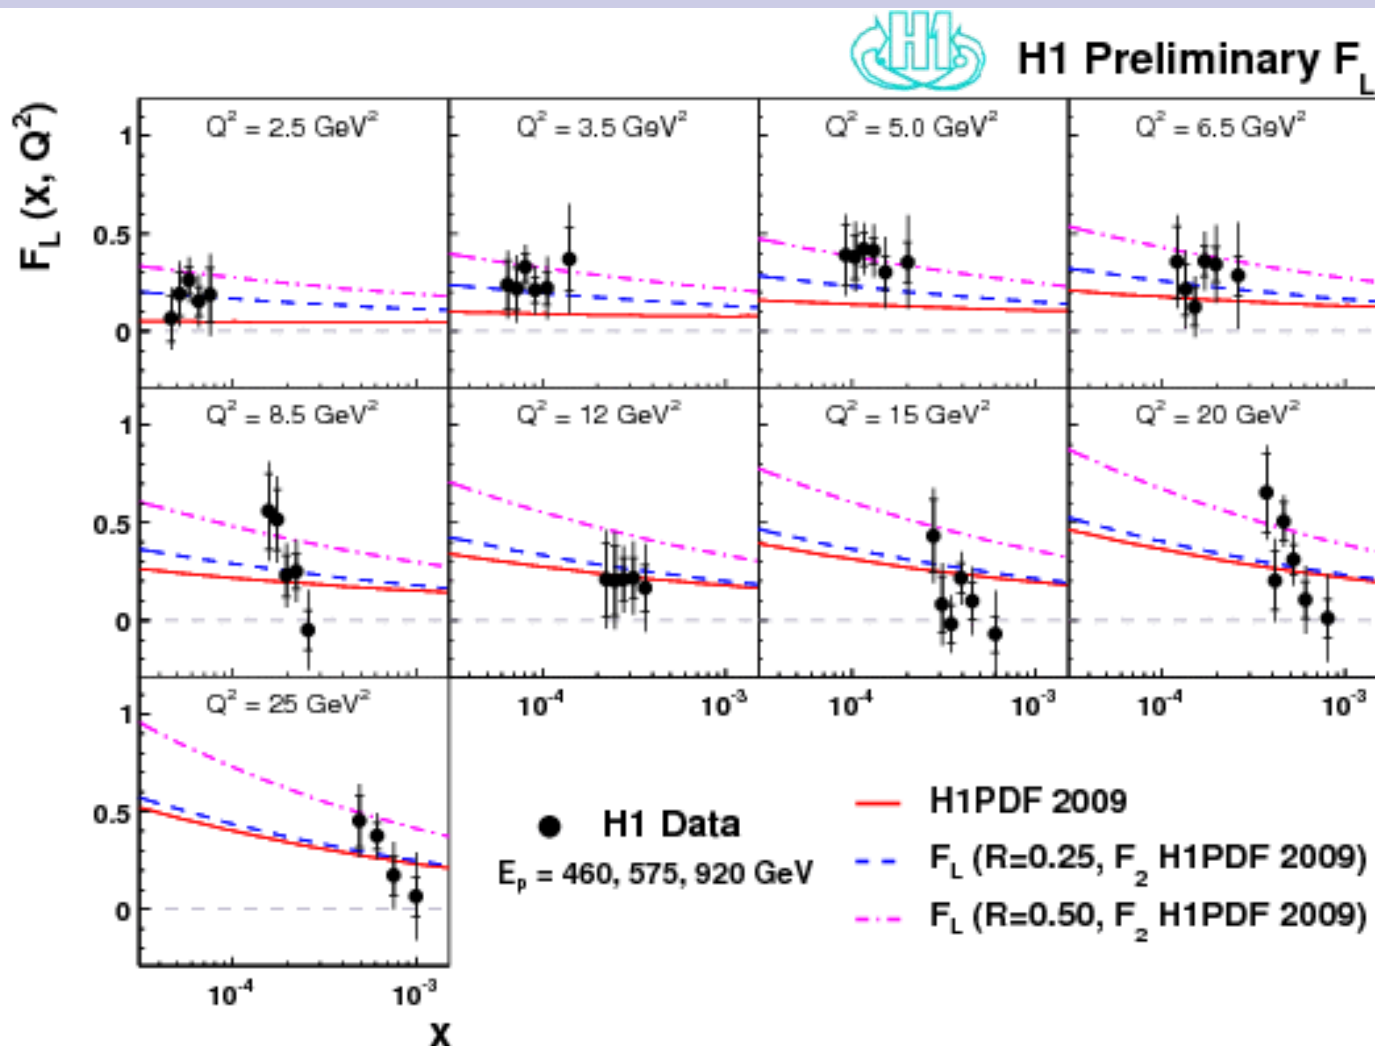 H1
H1 Preliminary F_L
F_L (x, Q²)
Q² = 2.5 GeV²
Q² = 3.5 GeV²
Q² = 5.0 GeV²
Q² = 6.5 GeV²
1
0.5
0
Q² = 8.5 GeV²
Q² = 12 GeV²
Q² = 15 GeV²
Q² = 20 GeV²
1
0.5
0
10⁻⁴ 10⁻³
10⁻⁴ 10⁻³
10⁻⁴ 10⁻³
Q² = 25 GeV²
1
0.5
0
10⁻⁴ 10⁻³
x
H1 Data
E_p = 460, 575, 920 GeV
H1PDF 2009
F_L (R=0.25, F_2 H1PDF 2009)
F_L (R=0.50, F_2 H1PDF 2009)